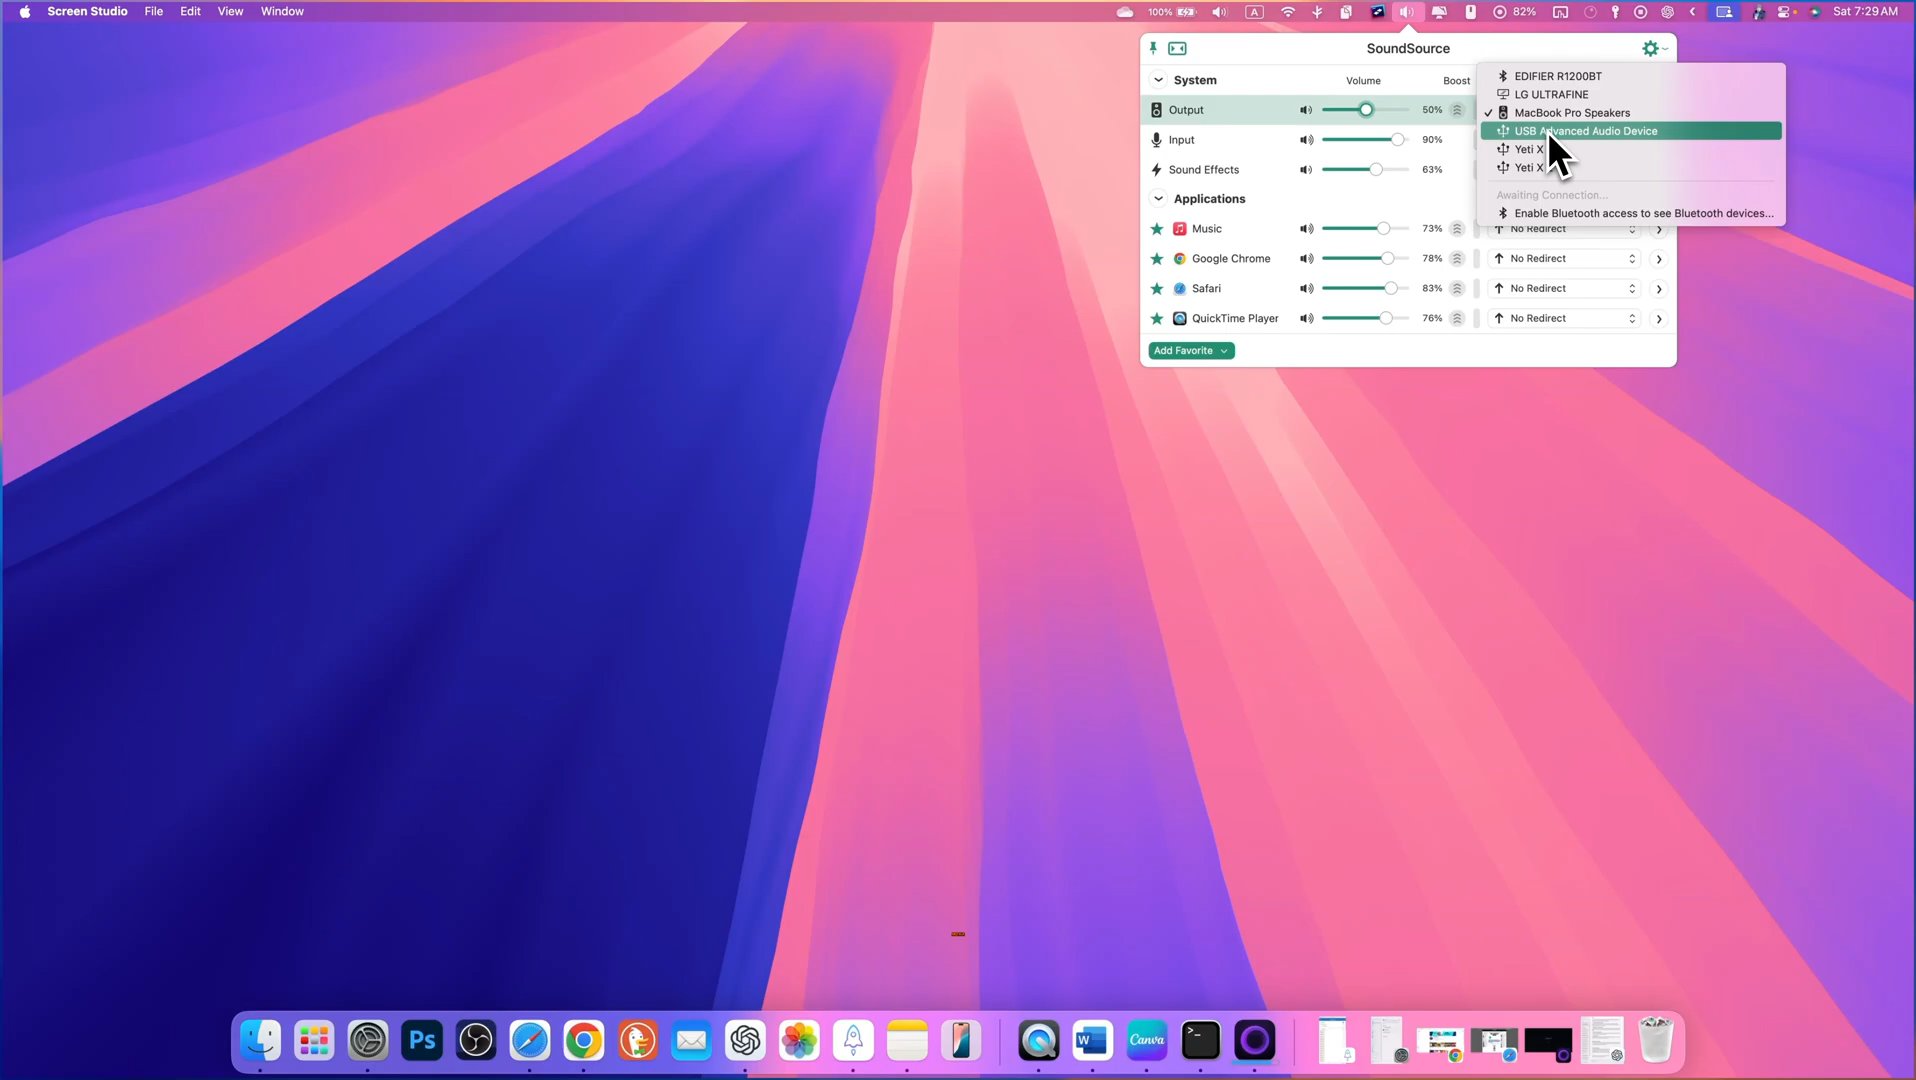 Screen Studio File Edit View Window
100% A 82% Sat 7:29 AM
SoundSource
System Volume Boost
Output 50%
Input 90%
Sound Effects 63%
EDIFIER R1200BT
LG ULTRAFINE
✓ MacBook Pro Speakers
USB Advanced Audio Device
Yeti X
Yeti X
Awaiting Connection...
Enable Bluetooth access to see Bluetooth devices...
Applications
Music 73% No Redirect
Google Chrome 78% No Redirect
Safari 83% No Redirect
QuickTime Player 76% No Redirect
Add Favorite
Ps
W
Canva
>_